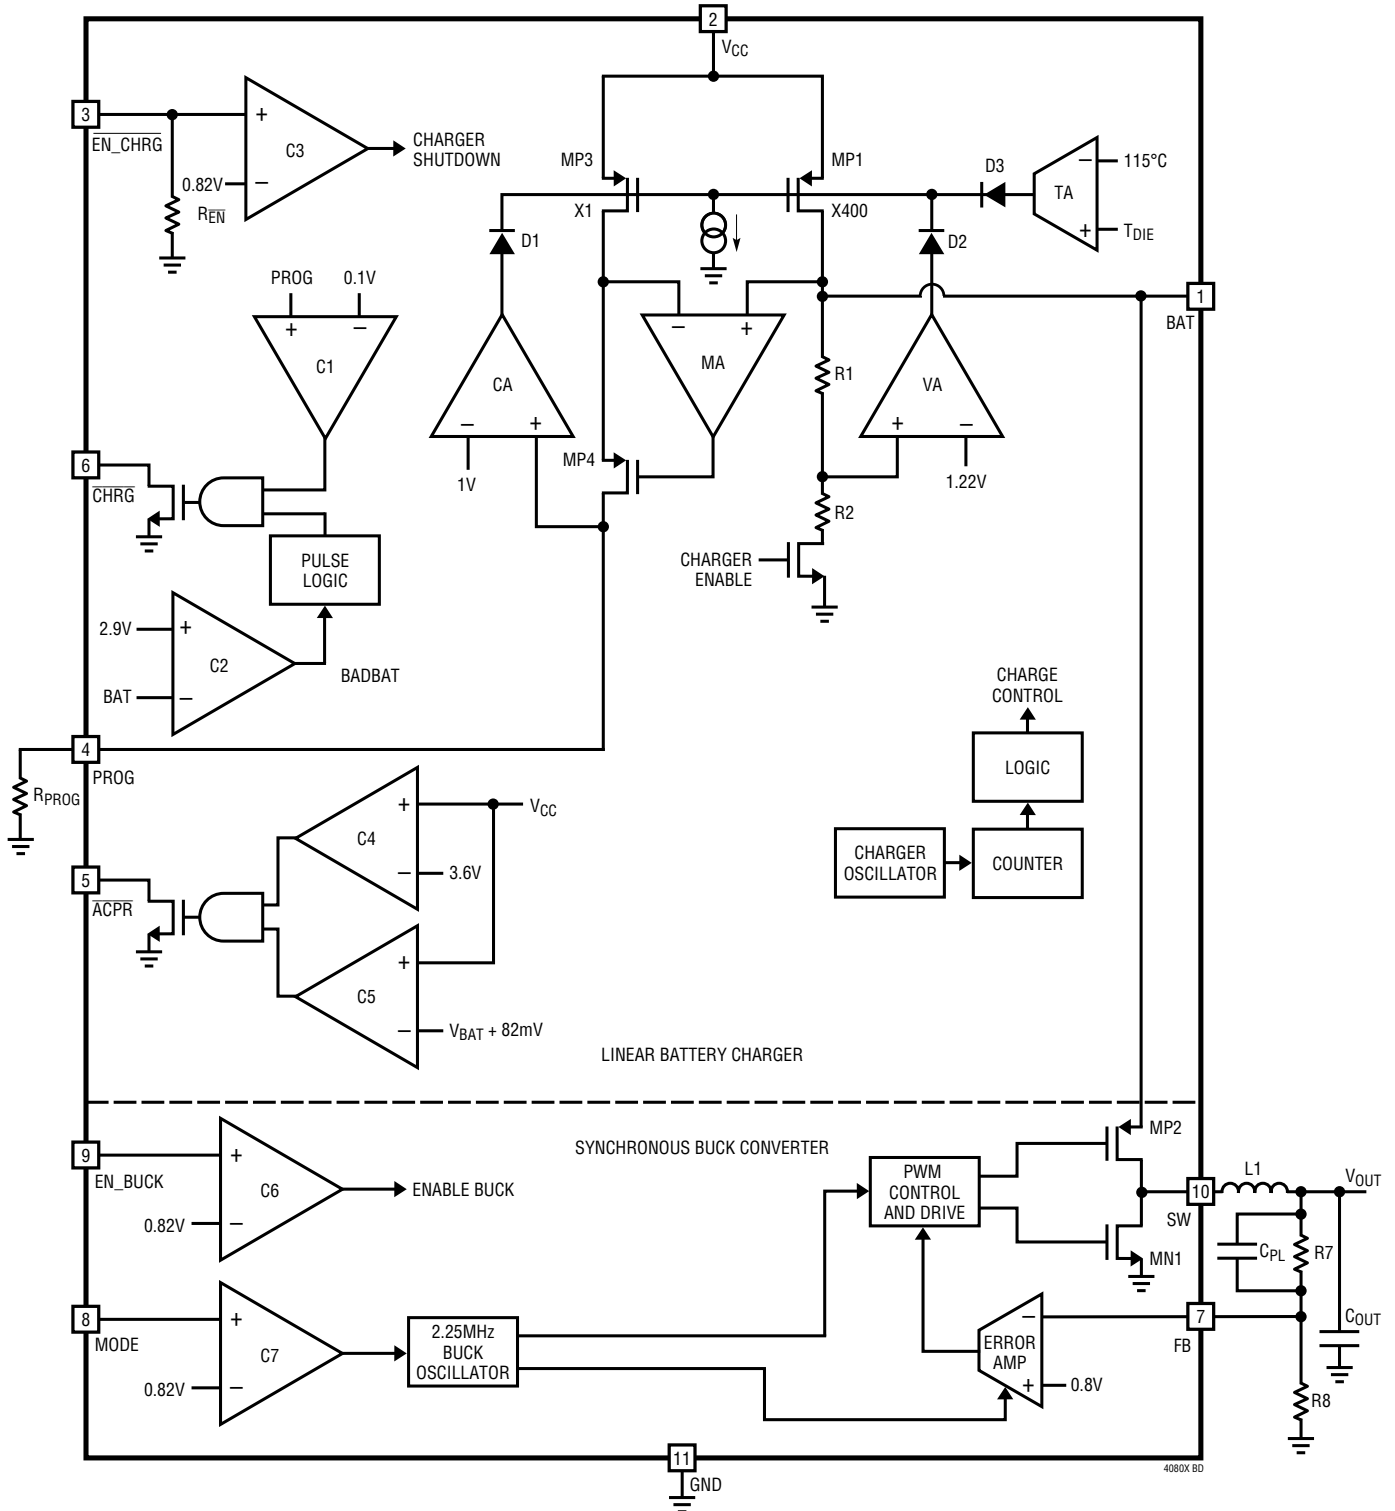 2
VCC
3
EN_CHRG
+
C3
CHARGER
SHUTDOWN
0.82V
–
REN
MP3
MP1
D3
–
115°C
TA
X1
X400
+
TDIE
D1
D2
PROG
0.1V
+
–
C1
1
BAT
–
+
MA
CA
–
+
1V
R1
VA
+
–
1.22V
MP4
6
CHRG
R2
PULSE
LOGIC
CHARGER
ENABLE
2.9V
+
C2
BAT
–
BADBAT
CHARGE
CONTROL
4
PROG
LOGIC
RPROG
+
VCC
C4
–
3.6V
CHARGER
OSCILLATOR
COUNTER
5
ACPR
+
C5
–
VBAT + 82mV
LINEAR BATTERY CHARGER
SYNCHRONOUS BUCK CONVERTER
9
EN_BUCK
+
C6
ENABLE BUCK
0.82V
–
MP2
PWM
CONTROL
AND DRIVE
10
SW
L1
VOUT
MN1
CPL
R7
8
MODE
+
C7
0.82V
–
2.25MHz
BUCK
OSCILLATOR
–
ERROR
AMP
+
0.8V
7
FB
COUT
R8
11
GND
4080X BD